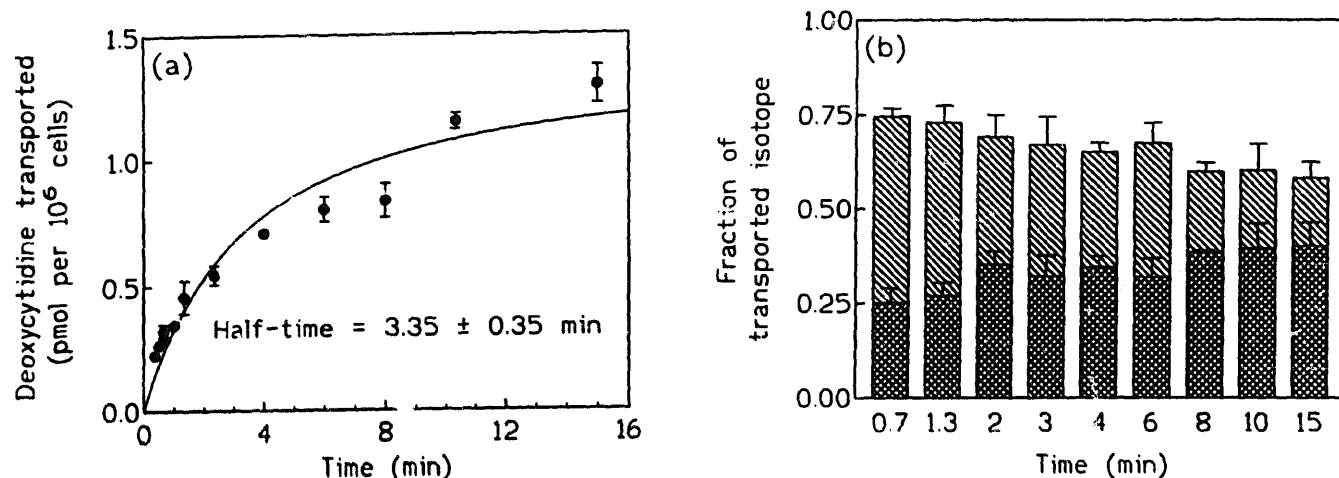 Deoxycytidine transported
(pmol per 10⁶ cells)
1.5
1.0
0.5
0.0
(a)
Half-time = 3.35 ± 0.35 min
0
4
8
12
16
Time (min)
Fraction of
transported isotope
1.00
0.75
0.50
0.25
0.00
(b)
0.7
1.3
2
3
4
6
8
10
15
Time (min)